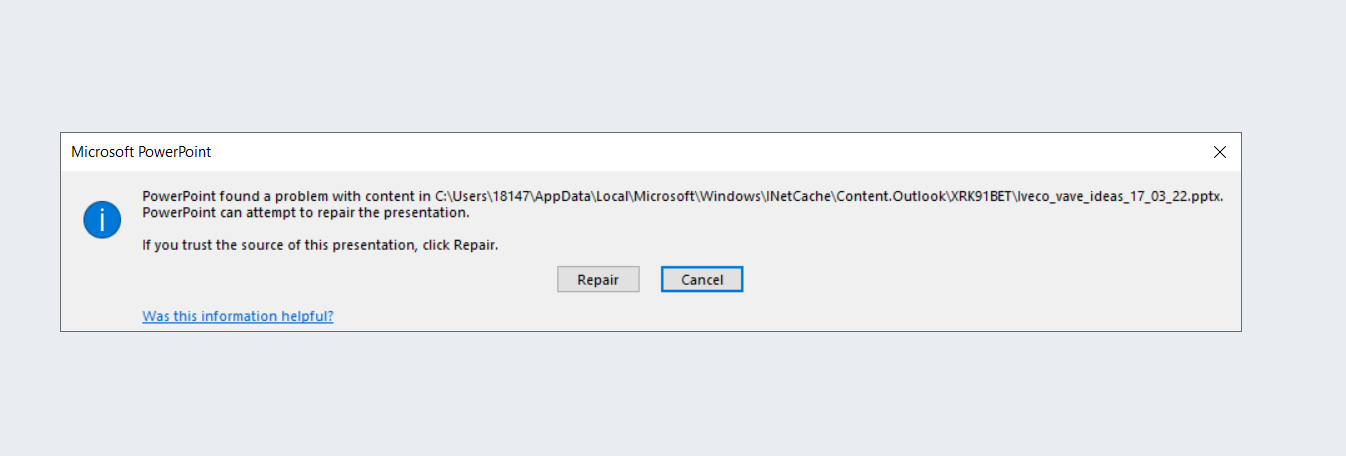 Microsoft PowerPoint
PowerPoint found a problem with content in C:\Users\18147\AppData\Local\Microsoft\Windows\INetCache\Content.Outlook\XRK91BET\Iveco_vave_ideas_17_03_22.pptx.
PowerPoint can attempt to repair the presentation.
If you trust the source of this presentation, click Repair.
Repair Cancel
Was this information helpful?